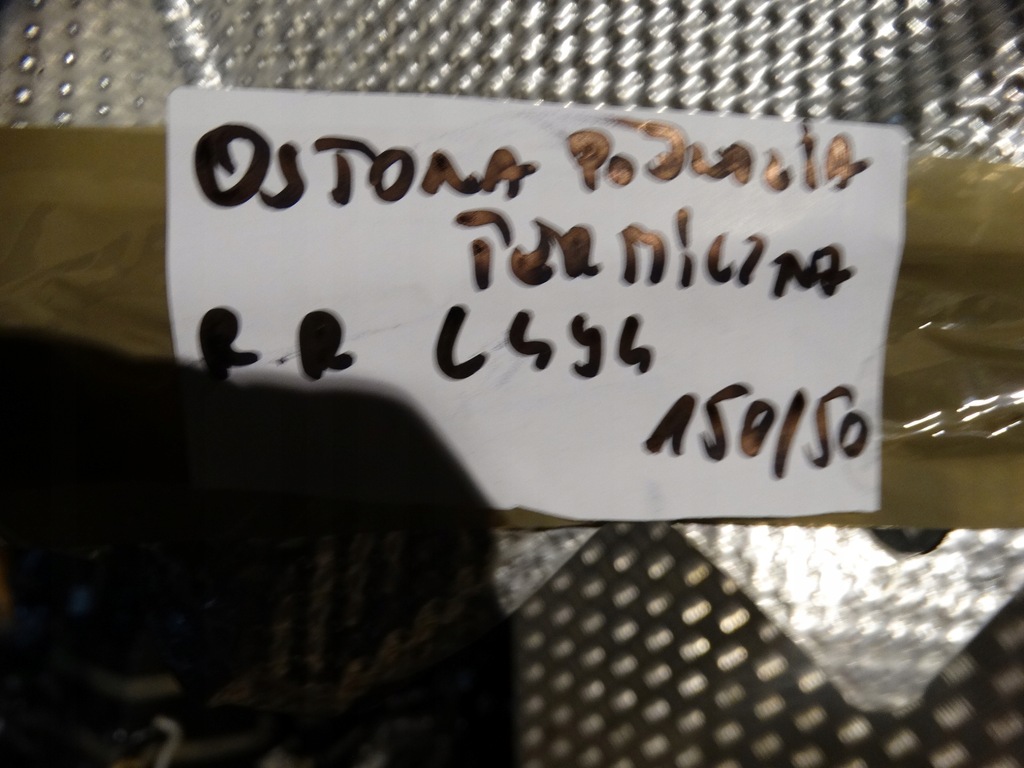 OSTONA PODWOZIA
TERMICZNA
RR L494
150/50